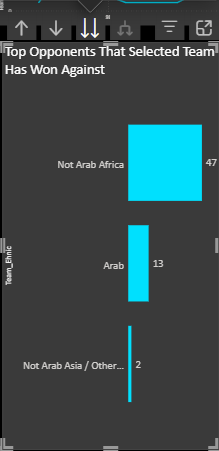 Top Opponents That Selected Team
Has Won Against
Team_Ehnic
Not Arab Africa
47
Arab
13
Not Arab Asia / Other...
2